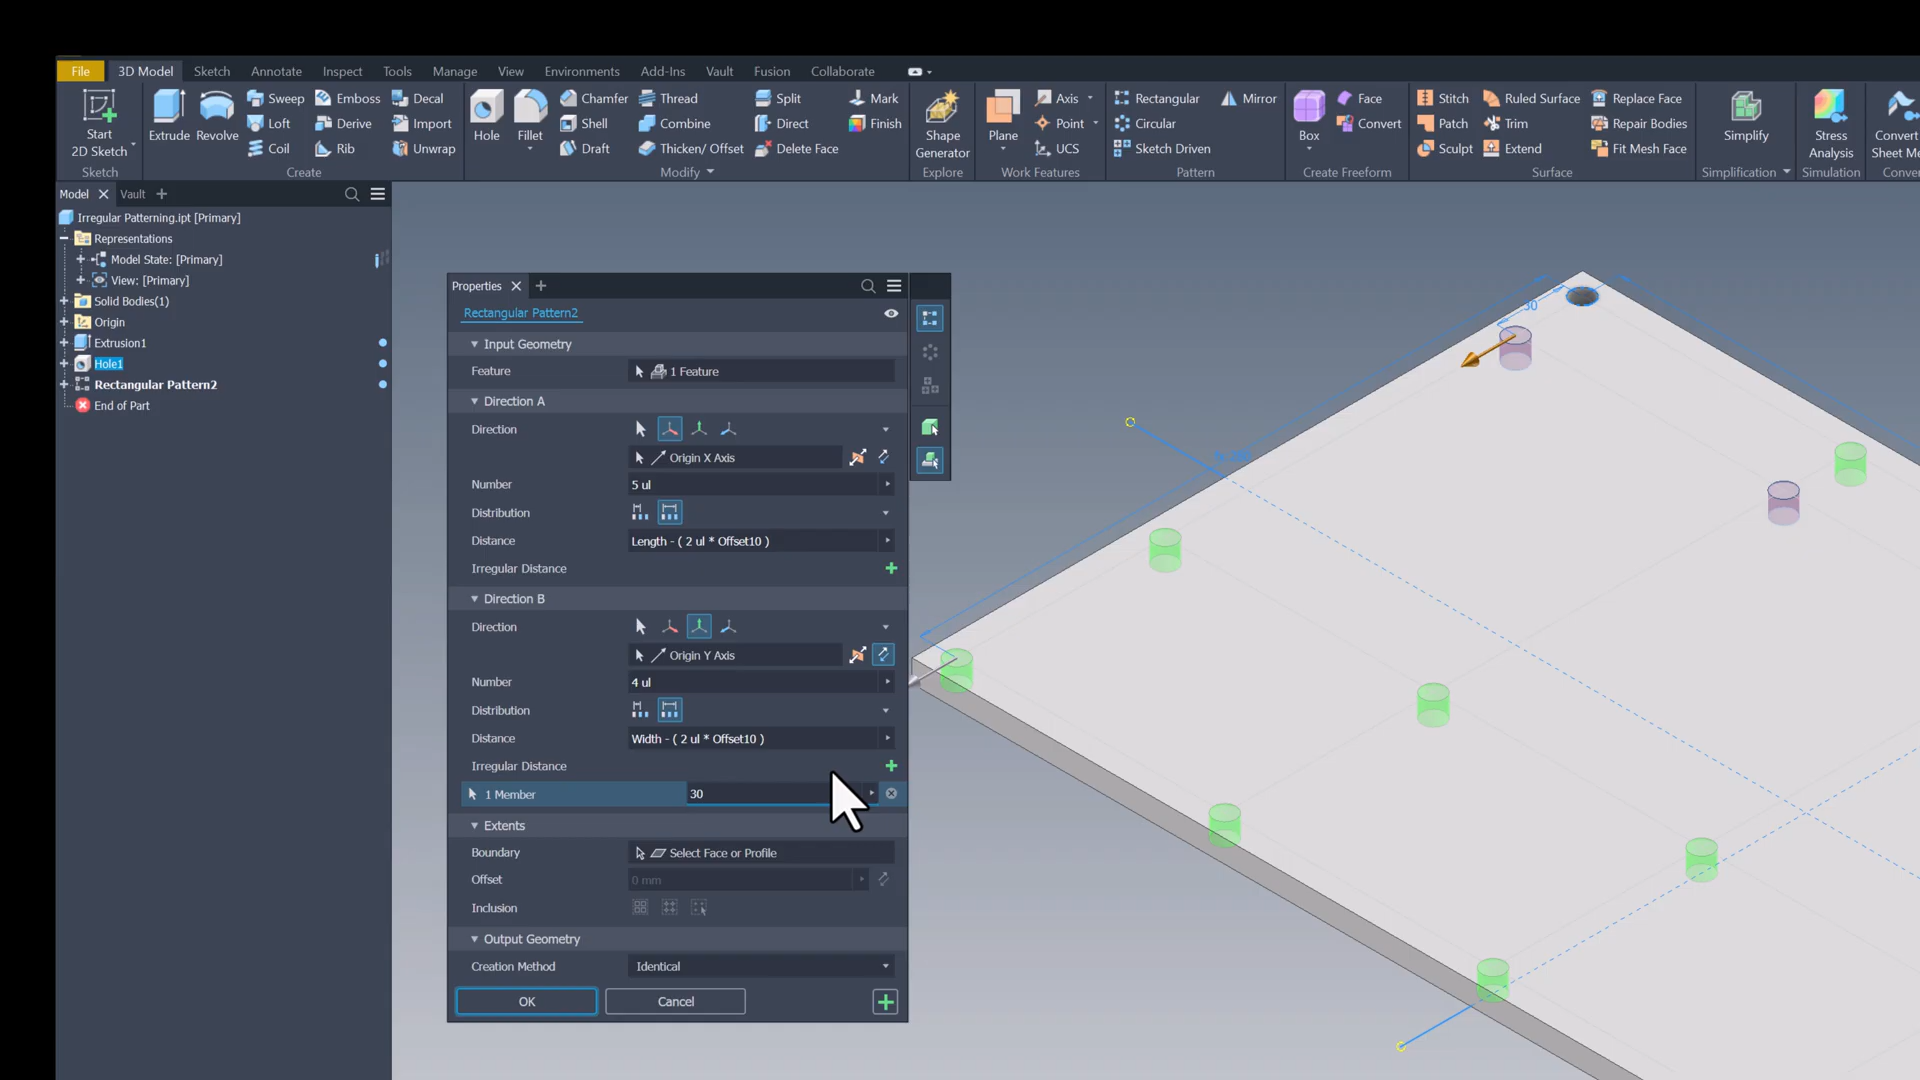 File 3D Model Sketch Annotate Inspect Tools Manage View Environments Add-Ins Vault Fusion Collaborate
Start 2D Sketch
Sketch
Extrude Revolve
Sweep Emboss Decal
Loft Derive Import
Coil Rib Unwrap
Create
Hole Fillet
Chamfer Thread Split Mark
Shell Combine Direct Finish
Draft Thicken/ Offset Delete Face
Modify
Shape Generator
Explore
Plane
Axis
Point
UCS
Work Features
Rectangular Mirror
Circular
Sketch Driven
Pattern
Box
Face
Convert
Create Freeform
Stitch Ruled Surface Replace Face
Patch Trim Repair Bodies
Sculpt Extend Fit Mesh Face
Surface
Simplify
Simplification
Stress Analysis
Simulation
Convert
Sheet Me
Conver
Model Vault
Irregular Patterning.ipt [Primary]
Representations
Model State: [Primary]
View: [Primary]
Solid Bodies(1)
Origin
Extrusion1
Hole1
Rectangular Pattern2
End of Part
Properties
Rectangular Pattern2
Input Geometry
Feature 1 Feature
Direction A
Direction
Origin X Axis
Number 5 ul
Distribution
Distance Length - ( 2 ul * Offset10 )
Irregular Distance
Direction B
Direction
Origin Y Axis
Number 4 ul
Distribution
Distance Width - ( 2 ul * Offset10 )
Irregular Distance
1 Member 30
Extents
Boundary Select Face or Profile
Offset 0 mm
Inclusion
Output Geometry
Creation Method Identical
OK Cancel
30